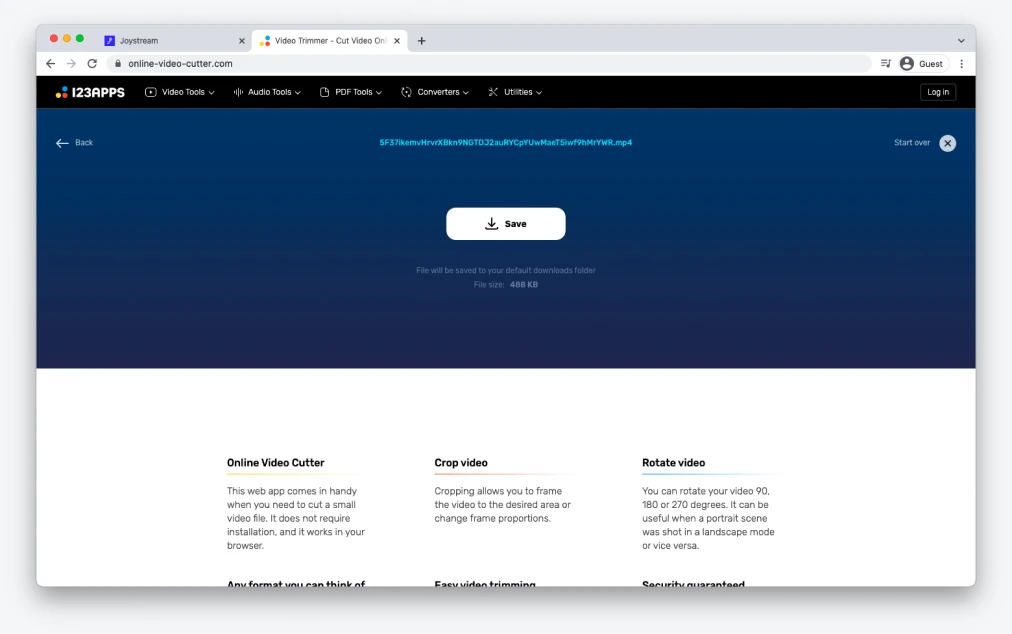 Joystream
Video Trimmer - Cut Video Onl
online-video-cutter.com
Guest
123APPS
Video Tools
Audio Tools
PDF Tools
Converters
Utilities
Log in
Back
5F37ikemvHrvrXBkn9NGTDJ2auRYCpYUwMaeT5iwf9hMrYWR.mp4
Start over
Save
File will be saved to your default downloads folder
File size: 488 KB
Online Video Cutter
This web app comes in handy
when you need to cut a small
video file. It does not require
installation, and it works in your
browser.
Crop video
Cropping allows you to frame
the video to the desired area or
change frame proportions.
Rotate video
You can rotate your video 90,
180 or 270 degrees. It can be
useful when a portrait scene
was shot in a landscape mode
or vice versa.
Any format you can think of
Easy video trimming
Security guaranteed